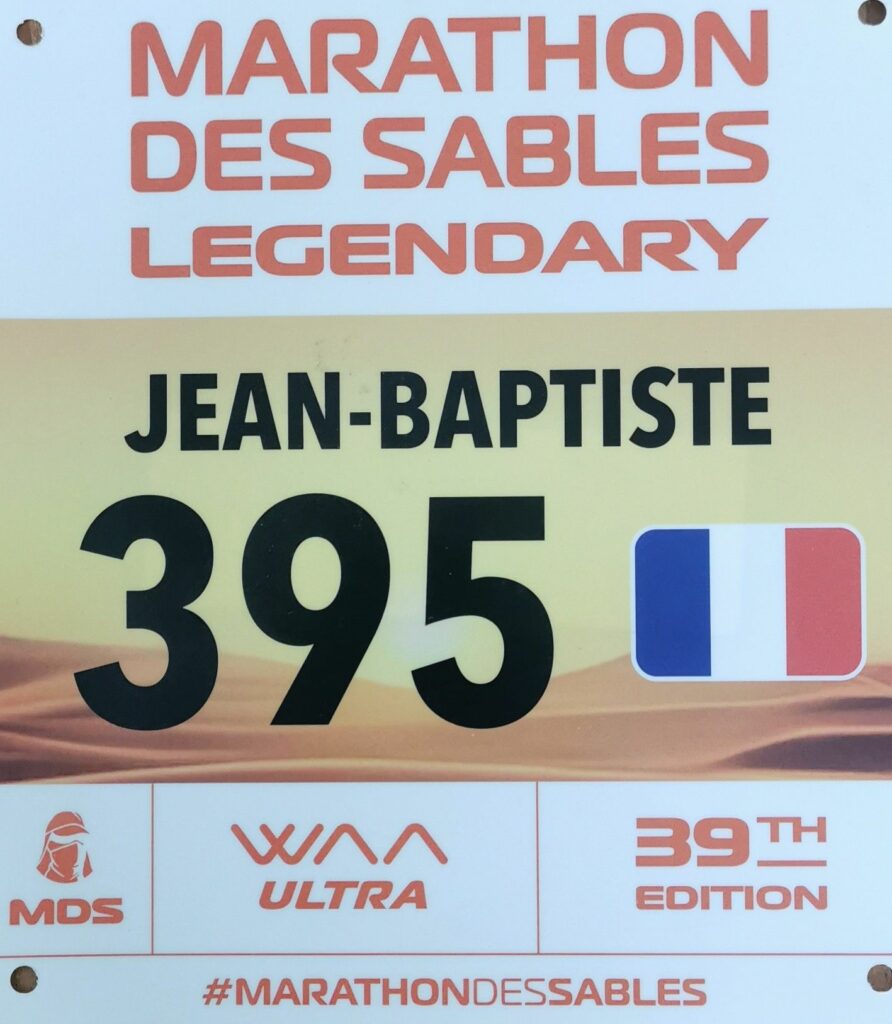 MARATHON
DES SABLES
LEGENDARY
JEAN-BAPTISTE
395
MDS
WAA
ULTRA
39TH
EDITION
#MARATHONDESSABLES